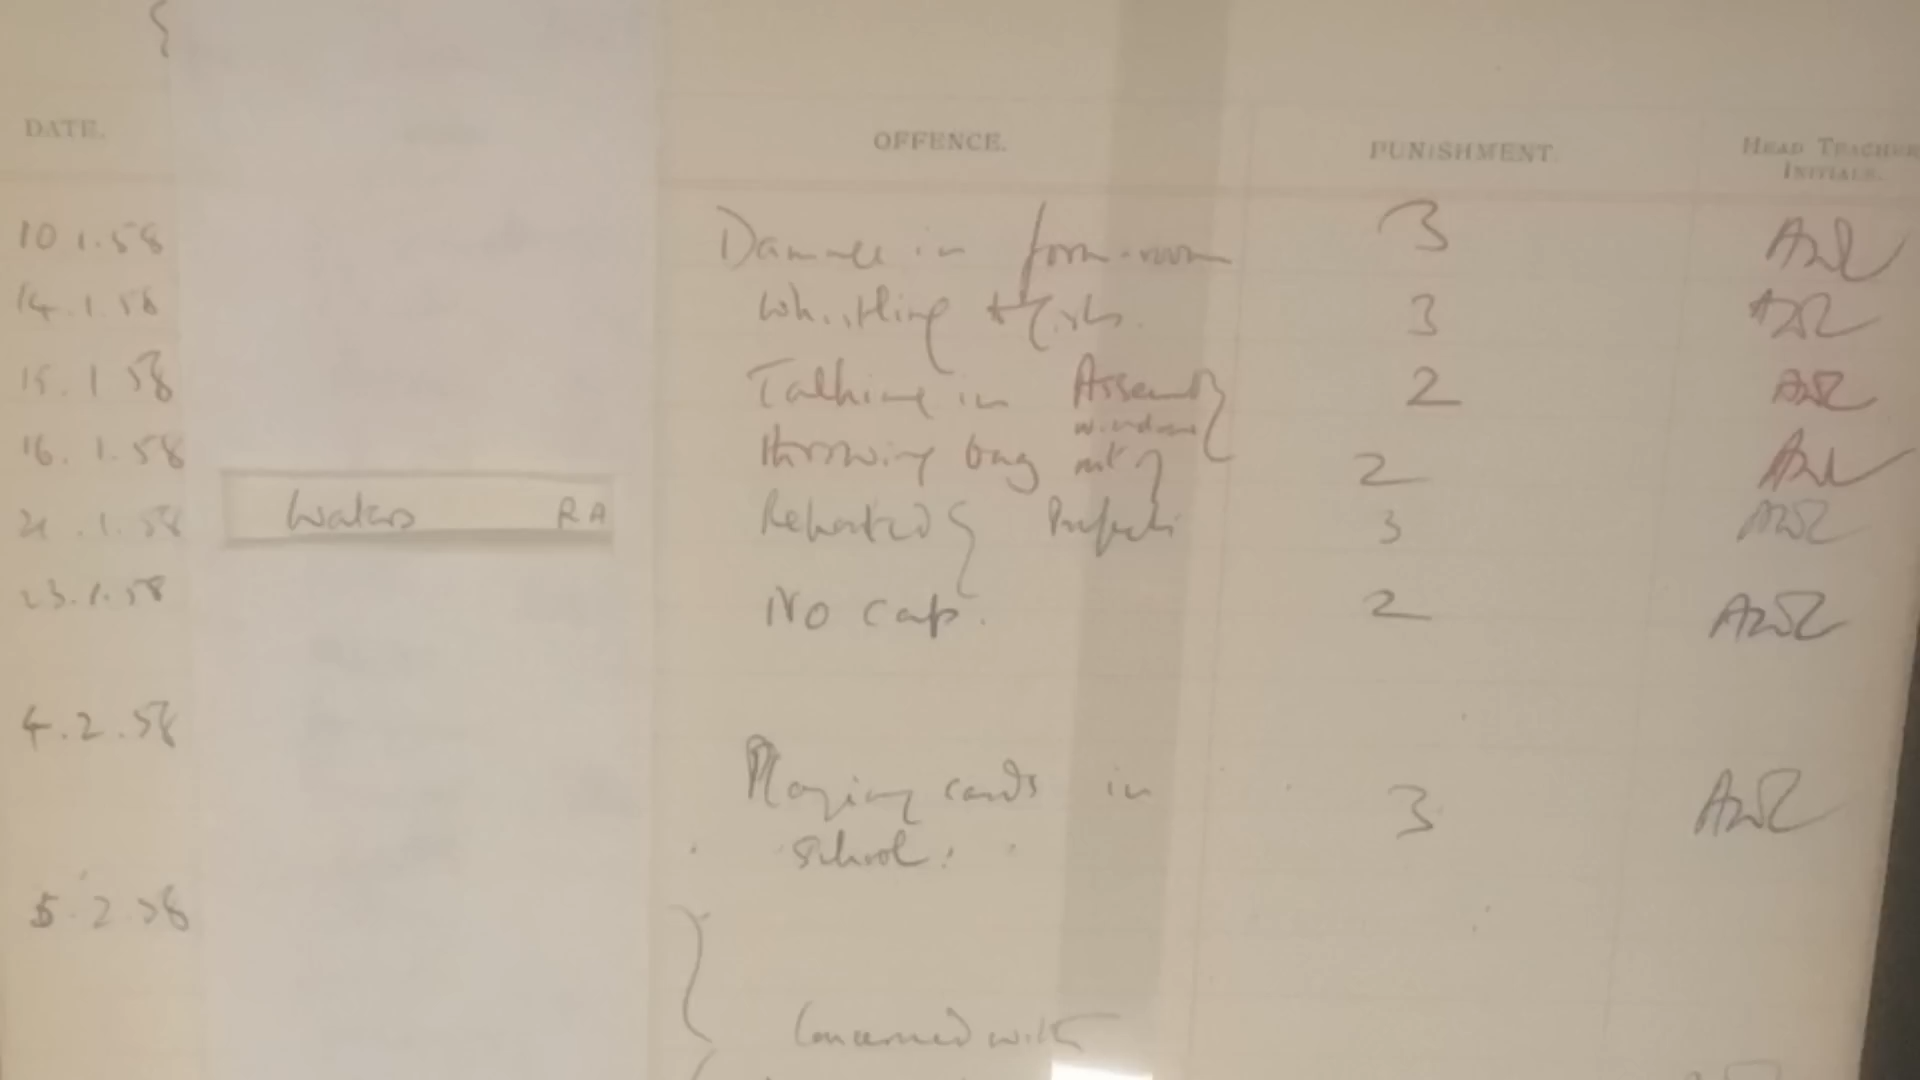 DATE. OFFENCE. PUNISHMENT. HEAD TEACHER INITIALS.
10 1.58 Damage in form-room 3
14.1.58 Whistling at girls. 3
15.1 58 Talking in Assembly 2
window
16.1.58 throwing bag out 2
21.1.58 Waters RA Reported Prefects 3
23.1.58 No cap. 2
4.2.58
Playing cards in 3
school.
5.2.58
Concerned with